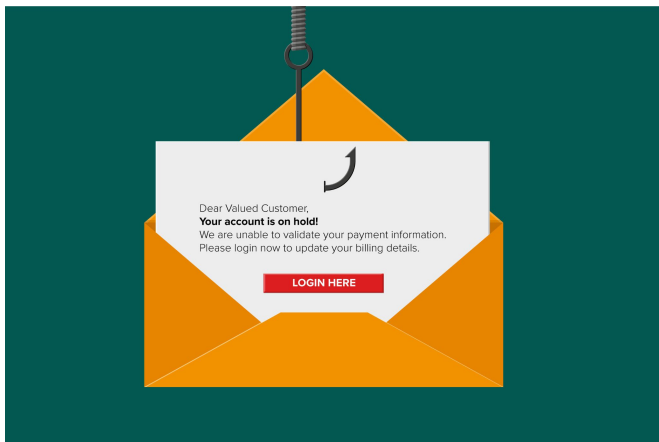 Dear Valued Customer,
Your account is on hold!
We are unable to validate your payment information.
Please login now to update your billing details.
LOGIN HERE